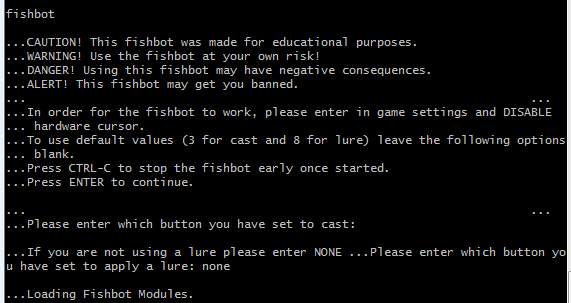 fishbot
...CAUTION! This fishbot was made for educational purposes.
...WARNING! Use the fishbot at your own risk!
...DANGER! Using this fishbot may have negative consequences.
...ALERT! This fishbot may get you banned.
... ...
...In order for the fishbot to work, please enter in game settings and DISABLE
... hardware cursor.
...To use default values (3 for cast and 8 for lure) leave the following options
... blank.
...Press CTRL-C to stop the fishbot early once started.
...Press ENTER to continue.
... ...
...Please enter which button you have set to cast:
...If you are not using a lure please enter NONE ...Please enter which button yo
u have set to apply a lure: none
...Loading Fishbot Modules.